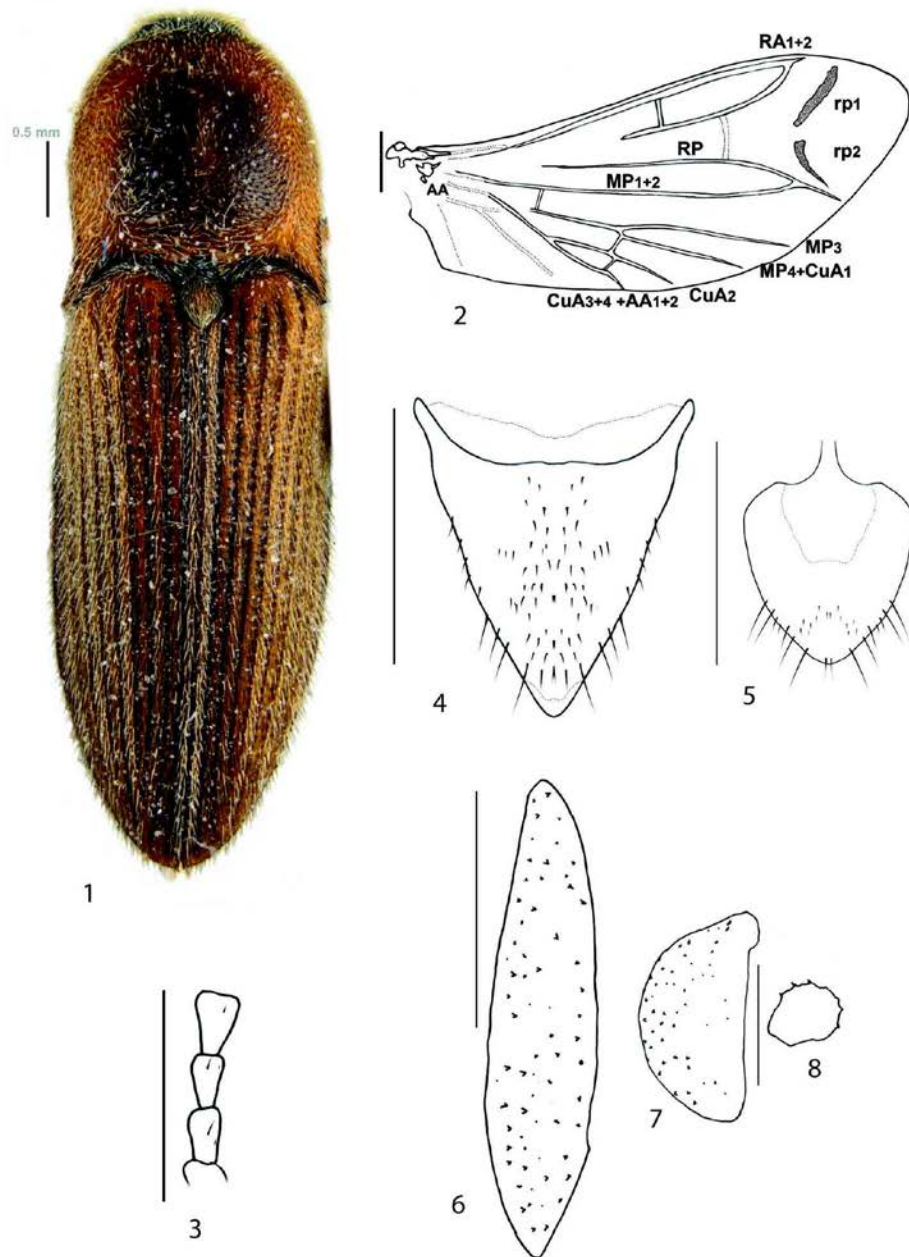 0.5 mm
1
RA1+2
rp1
RP
rp2
MP1+2
AA
MP3
MP4+CuA1
CuA3+4 +AA1+2
CuA2
2
4
5
3
6
7
8